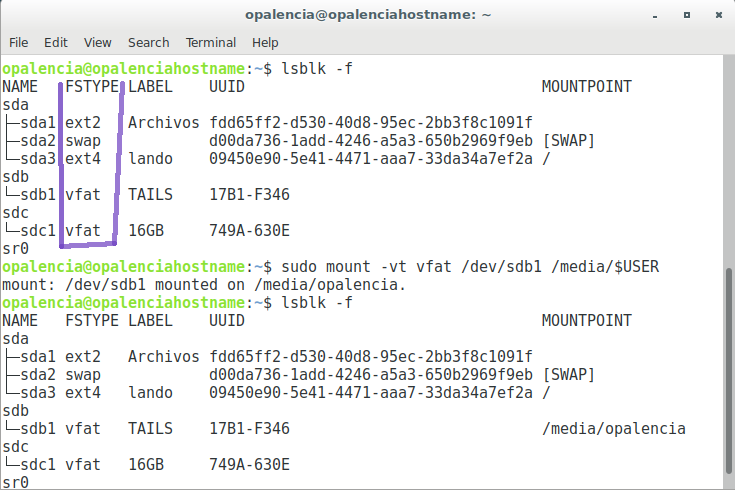 opalencia@opalenciahostname: ~
File Edit View Search Terminal Help
opalencia@opalenciahostname:~$ lsblk -f
NAME   FSTYPE LABEL    UUID                                 MOUNTPOINT
sda
├─sda1 ext2   Archivos fdd65ff2-d530-40d8-95ec-2bb3f8c1091f
├─sda2 swap            d00da736-1add-4246-a5a3-650b2969f9eb [SWAP]
└─sda3 ext4   lando    09450e90-5e41-4471-aaa7-33da34a7ef2a /
sdb
└─sdb1 vfat   TAILS    17B1-F346
sdc
└─sdc1 vfat   16GB     749A-630E
sr0
opalencia@opalenciahostname:~$ sudo mount -vt vfat /dev/sdb1 /media/$USER
mount: /dev/sdb1 mounted on /media/opalencia.
opalencia@opalenciahostname:~$ lsblk -f
NAME   FSTYPE LABEL    UUID                                 MOUNTPOINT
sda
├─sda1 ext2   Archivos fdd65ff2-d530-40d8-95ec-2bb3f8c1091f
├─sda2 swap            d00da736-1add-4246-a5a3-650b2969f9eb [SWAP]
└─sda3 ext4   lando    09450e90-5e41-4471-aaa7-33da34a7ef2a /
sdb
└─sdb1 vfat   TAILS    17B1-F346                            /media/opalencia
sdc
└─sdc1 vfat   16GB     749A-630E
sr0